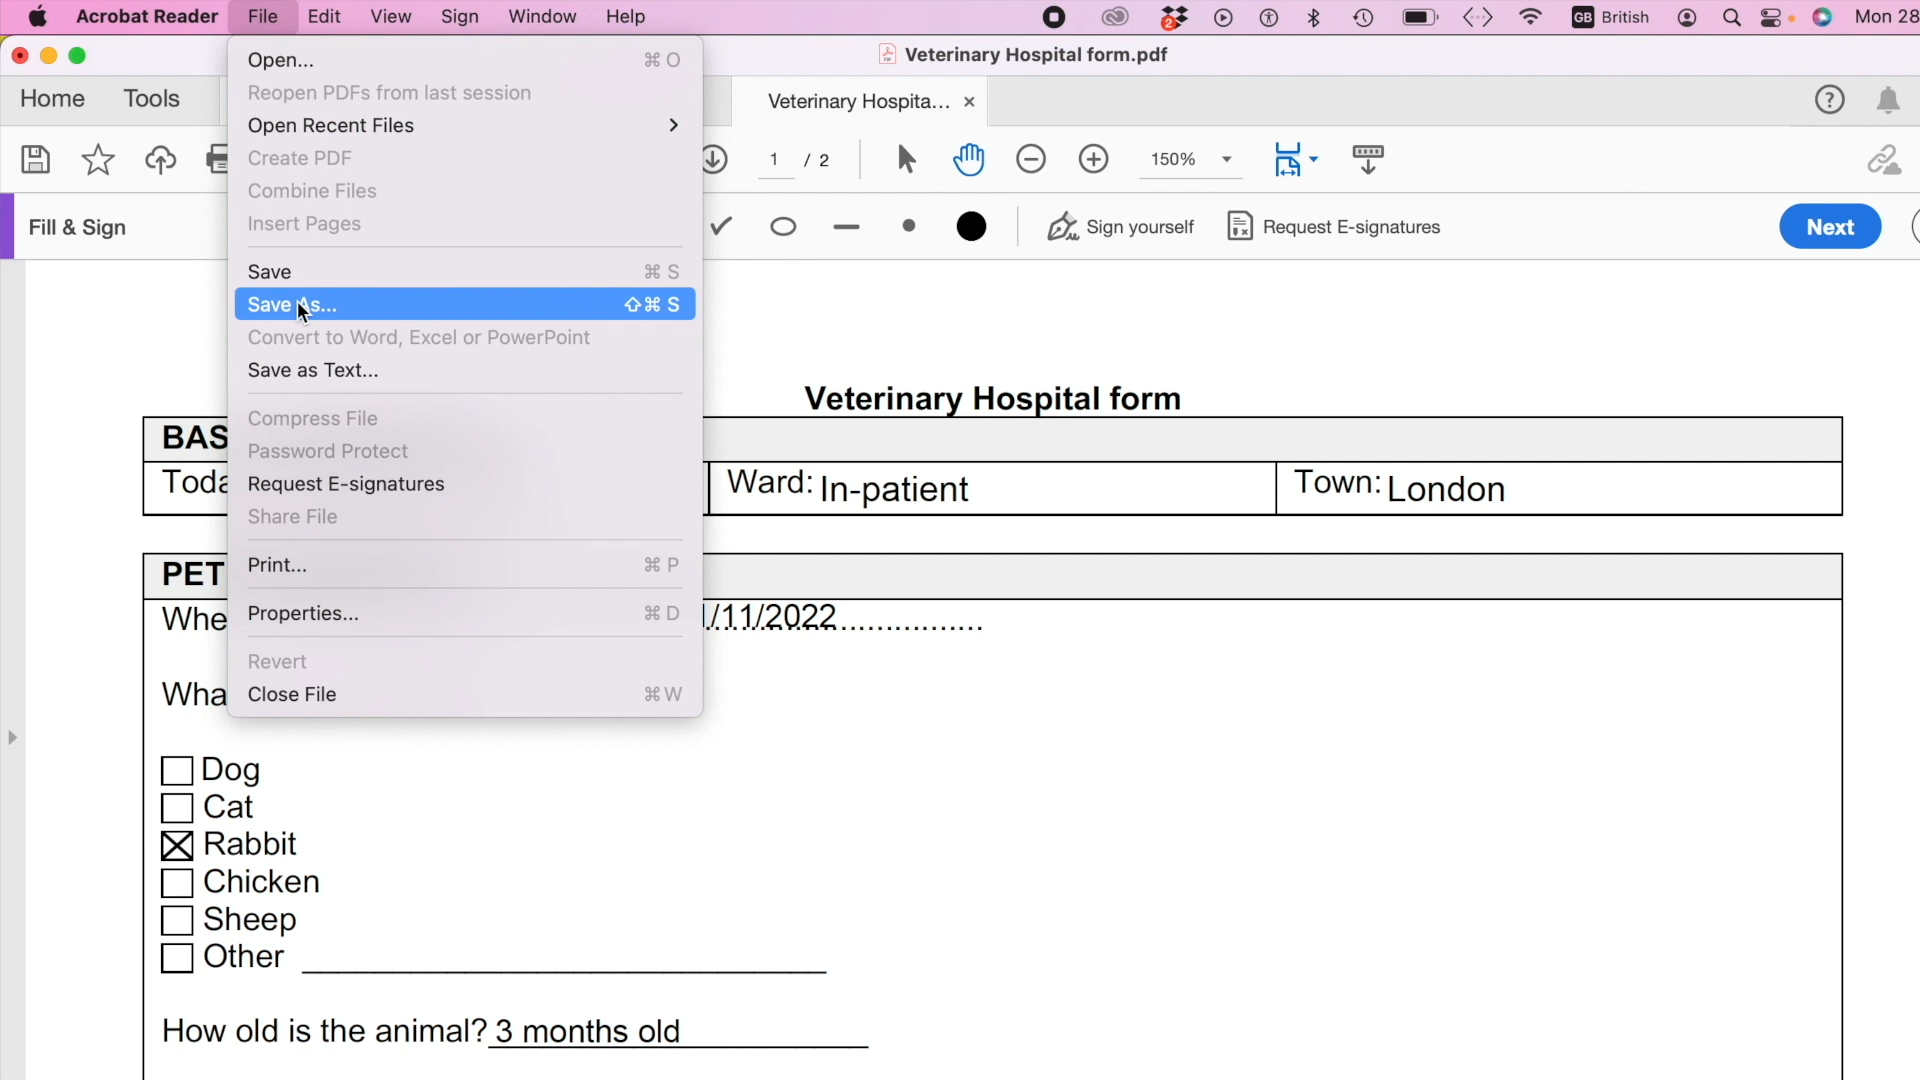 Acrobat Reader File Edit View Sign Window Help 2 GB British Mon 28
Veterinary Hospital form.pdf
Home Tools Veterinary Hospita... ×
1 / 2 150%
Fill & Sign Sign yourself Request E-signatures Next
Open... ⌘ O
Reopen PDFs from last session
Open Recent Files
Create PDF
Combine Files
Insert Pages
Save ⌘ S
Save As... ⇧⌘ S
Convert to Word, Excel or PowerPoint
Save as Text...
Compress File
Password Protect
Request E-signatures
Share File
Print... ⌘ P
Properties... ⌘ D
Revert
Close File ⌘ W
Veterinary Hospital form
BAS
Toda Ward: In-patient Town: London
PET
Whe /11/2022
Wha
Dog
Cat
Rabbit
Chicken
Sheep
Other
How old is the animal? 3 months old